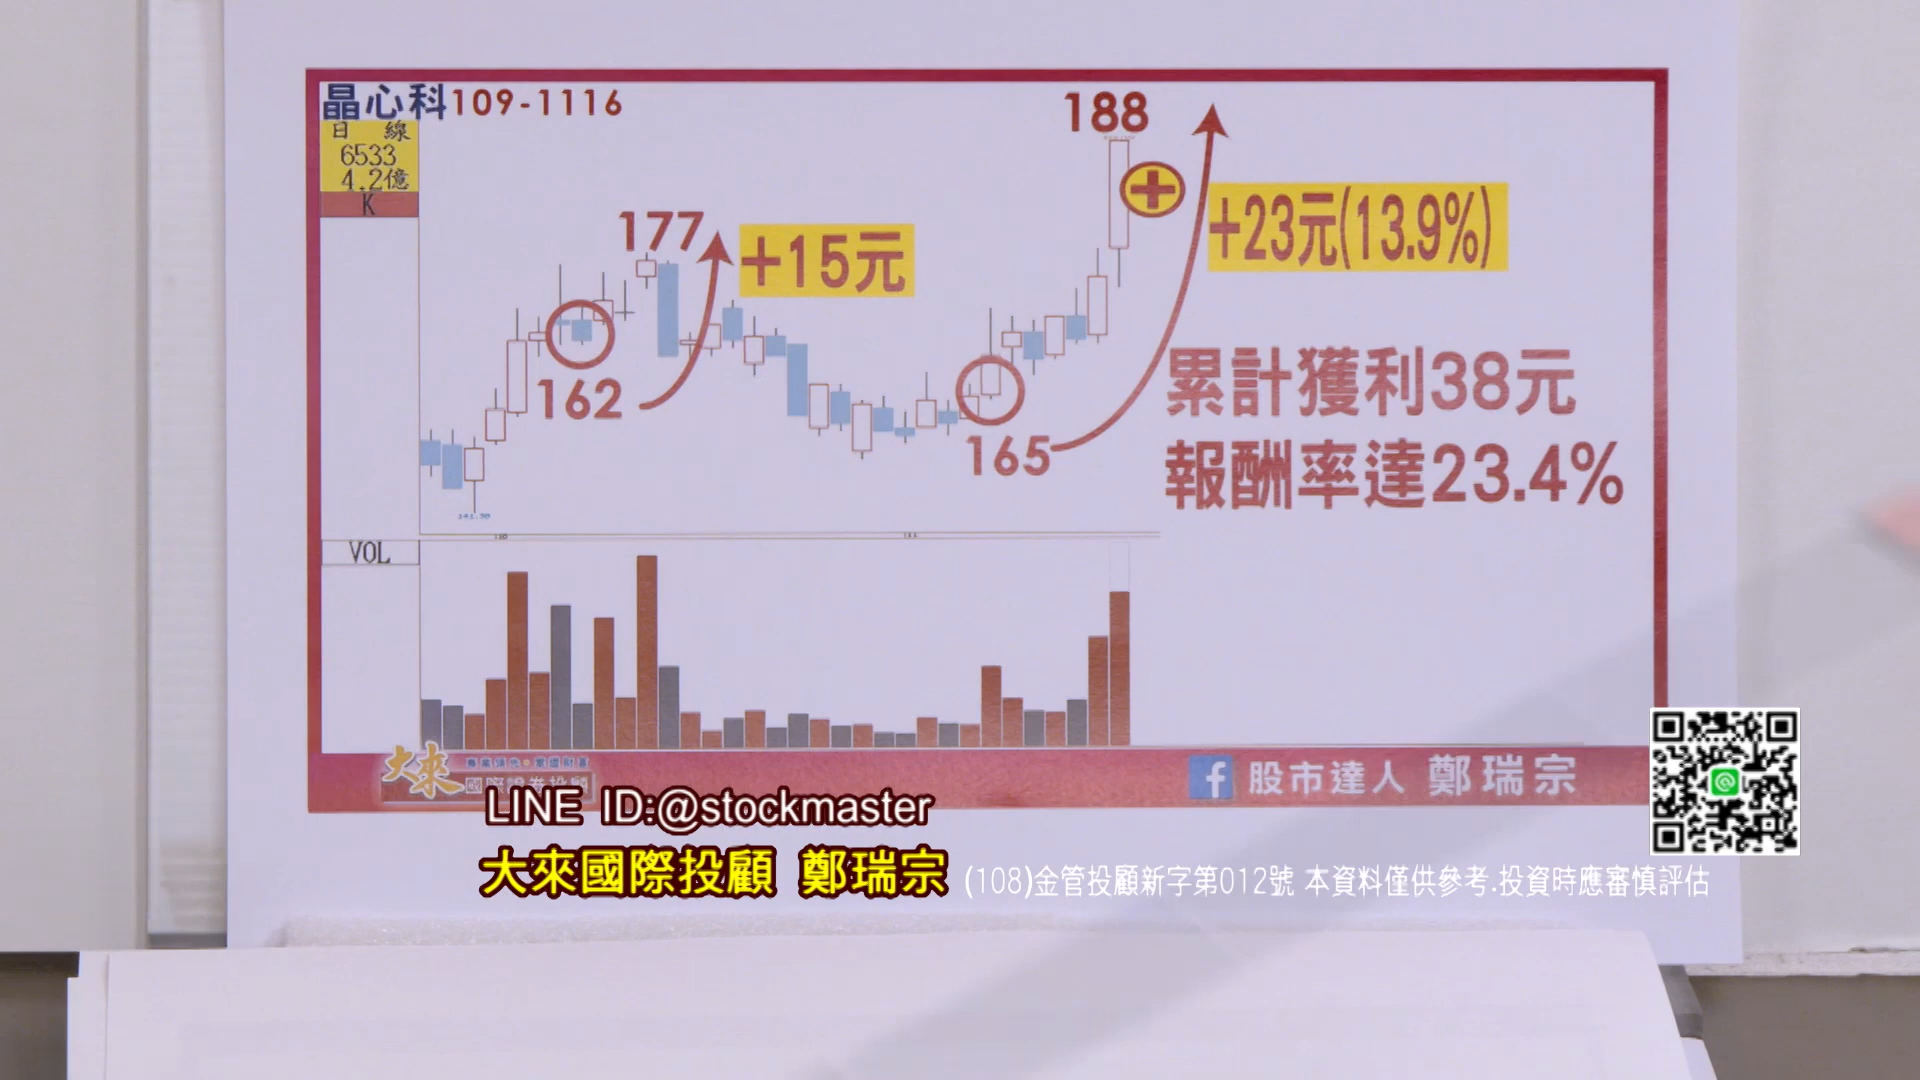 晶心科109-1116
日 線
6533
4.2億
K
188
+23元(13.9%)
177
+15元
162
165
累計獲利38元
報酬率達23.4%
141.50
VOL
大來
國際證券投顧
股市達人 鄭瑞宗
LINE ID:@stockmaster
大來國際投顧 鄭瑞宗
(108)金管投顧新字第012號 本資料僅供參考.投資時應審慎評估